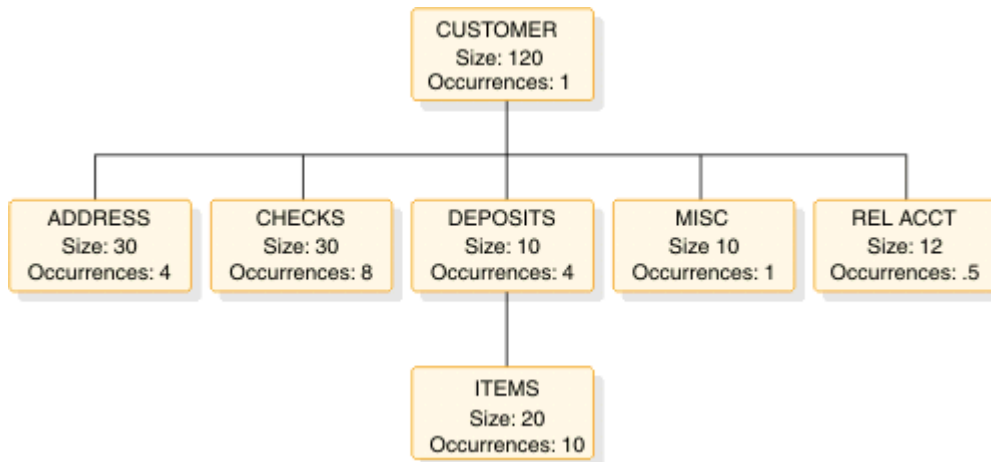 CUSTOMER
Size: 120
Occurrences: 1
ADDRESS
Size: 30
Occurrences: 4
CHECKS
Size: 30
Occurrences: 8
DEPOSITS
Size: 10
Occurrences: 4
MISC
Size 10
Occurrences: 1
REL ACCT
Size: 12
Occurrences: .5
ITEMS
Size: 20
Occurrences: 10